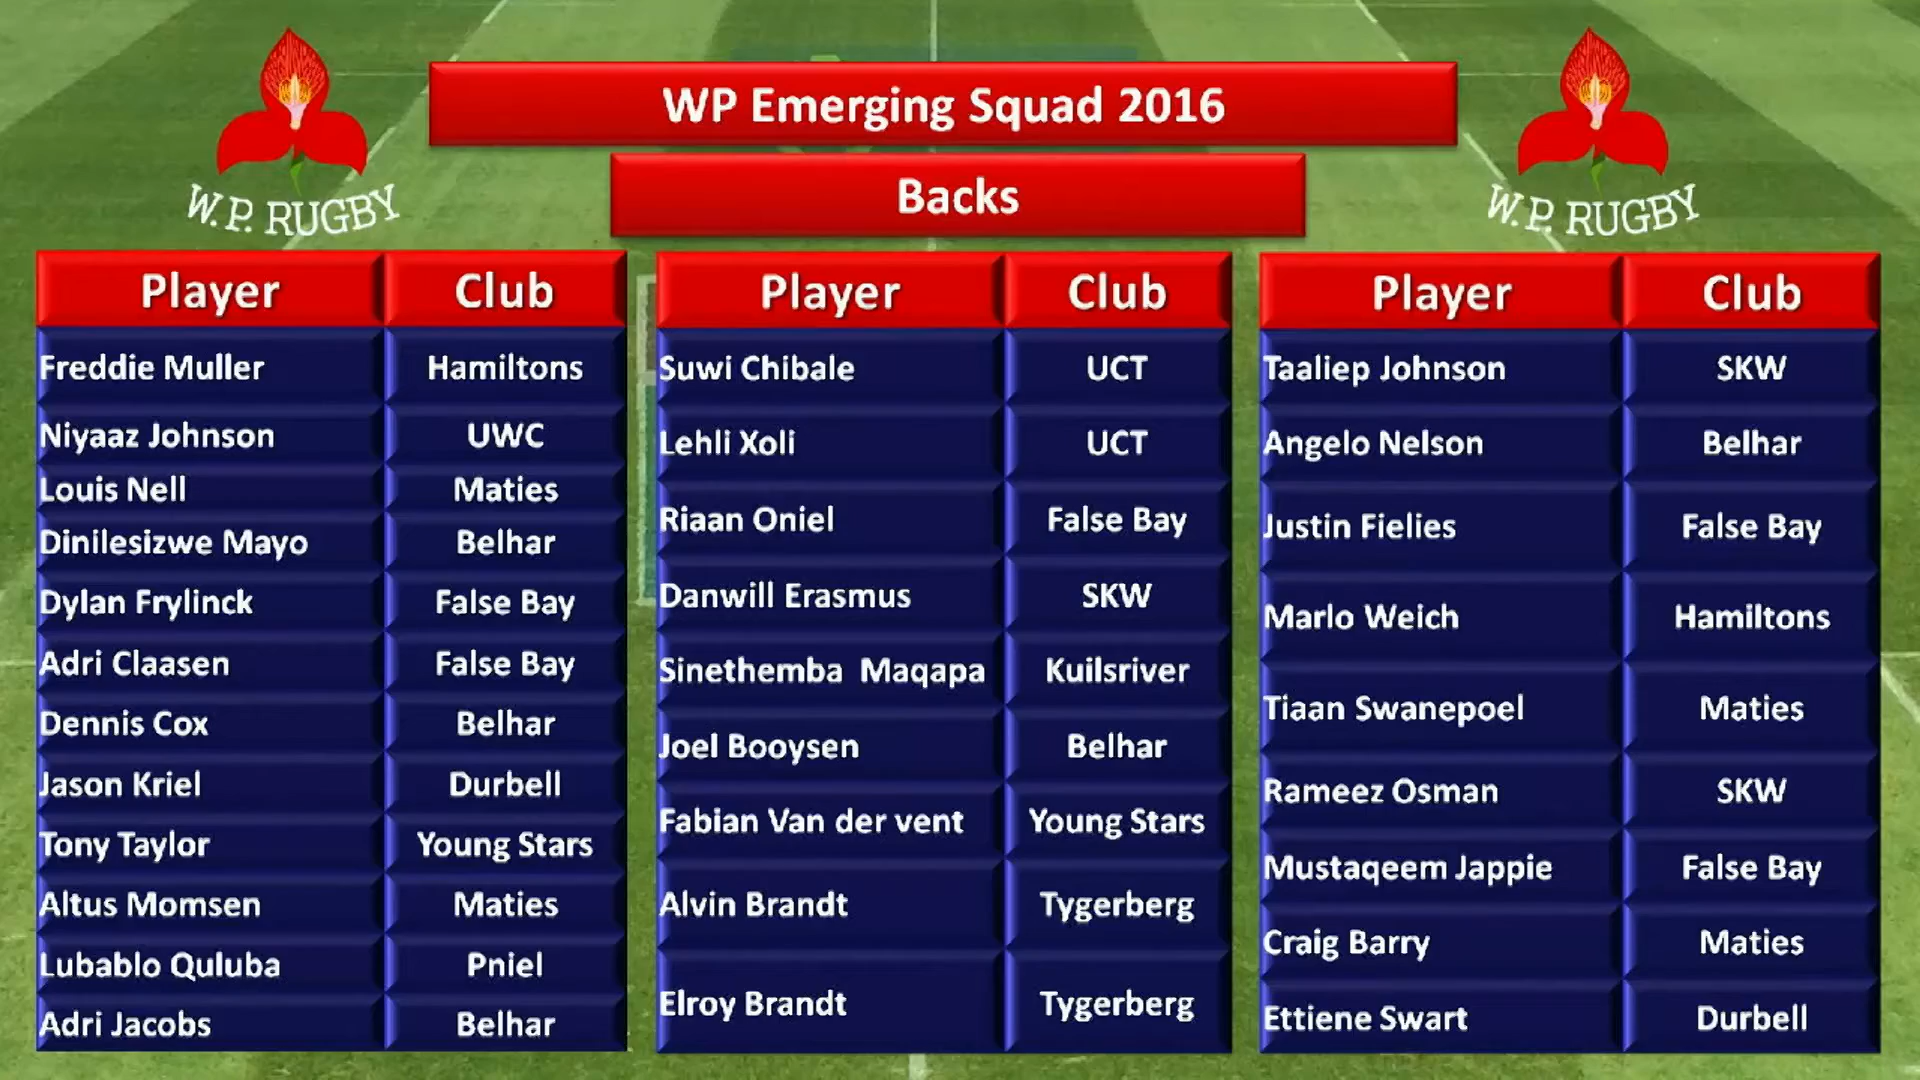 WP Emerging Squad 2016
Backs
W.P. RUGBY
W.P. RUGBY
Player Club
Freddie Muller Hamiltons
Niyaaz Johnson UWC
Louis Nell Maties
Dinilesizwe Mayo Belhar
Dylan Frylinck False Bay
Adri Claasen False Bay
Dennis Cox Belhar
Jason Kriel Durbell
Tony Taylor Young Stars
Altus Momsen Maties
Lubablo Quluba Pniel
Adri Jacobs Belhar
Player Club
Suwi Chibale UCT
Lehli Xoli UCT
Riaan Oniel False Bay
Danwill Erasmus SKW
Sinethemba Maqapa Kuilsriver
Joel Booysen Belhar
Fabian Van der vent Young Stars
Alvin Brandt Tygerberg
Elroy Brandt Tygerberg
Player Club
Taaliep Johnson SKW
Angelo Nelson Belhar
Justin Fielies False Bay
Marlo Weich Hamiltons
Tiaan Swanepoel Maties
Rameez Osman SKW
Mustaqeem Jappie False Bay
Craig Barry Maties
Ettiene Swart Durbell